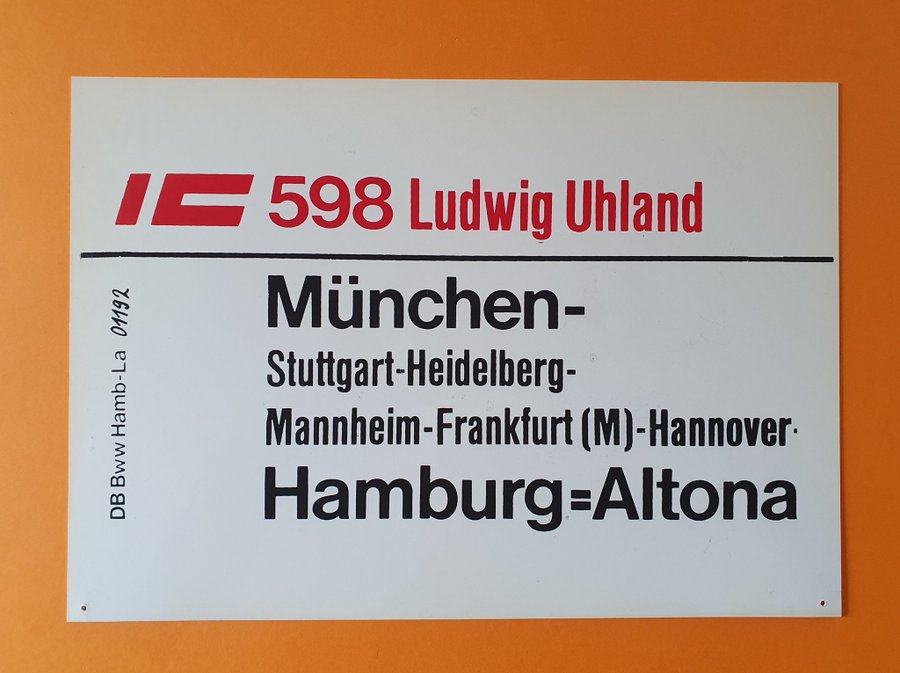 IC 598 Ludwig Uhland
München-
Stuttgart-Heidelberg-
Mannheim-Frankfurt (M)-Hannover-
Hamburg=Altona
DB Bww Hamb-La 01192